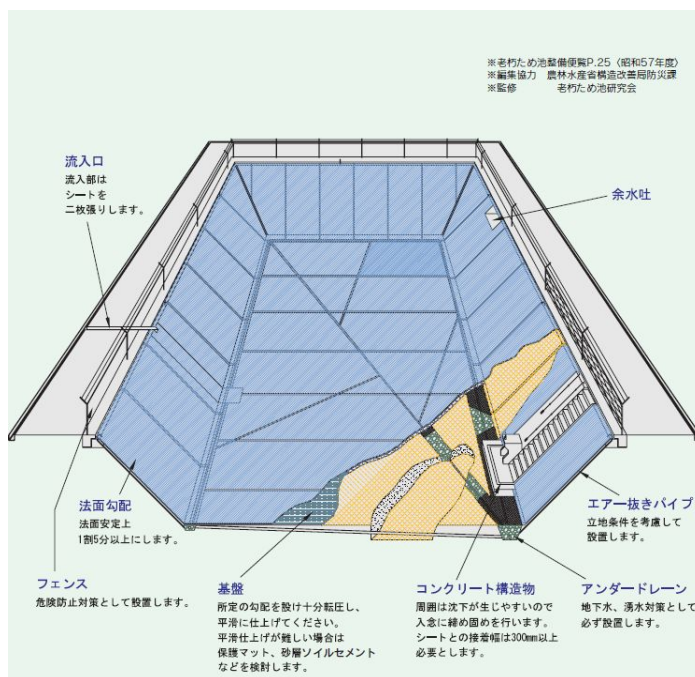 ※老朽ため池整備便覧P.25〈昭和57年度〉
※編集協力　農林水産省構造改善局防災課
※監修　老朽ため池研究会
流入口
流入部は
シートを
二枚張りします。
余水吐
法面勾配
法面安定上
1割5分以上にします。
エアー抜きパイプ
立地条件を考慮して
設置します。
フェンス
危険防止対策として設置します。
基盤
所定の勾配を設け十分転圧し、
平滑に仕上げてください。
平滑仕上げが難しい場合は
保護マット、砂層ソイルセメント
などを検討します。
コンクリート構造物
周囲は沈下が生じやすいので
入念に締め固めを行います。
シートとの接着幅は300mm以上
必要とします。
アンダードレーン
地下水、湧水対策として
必ず設置します。